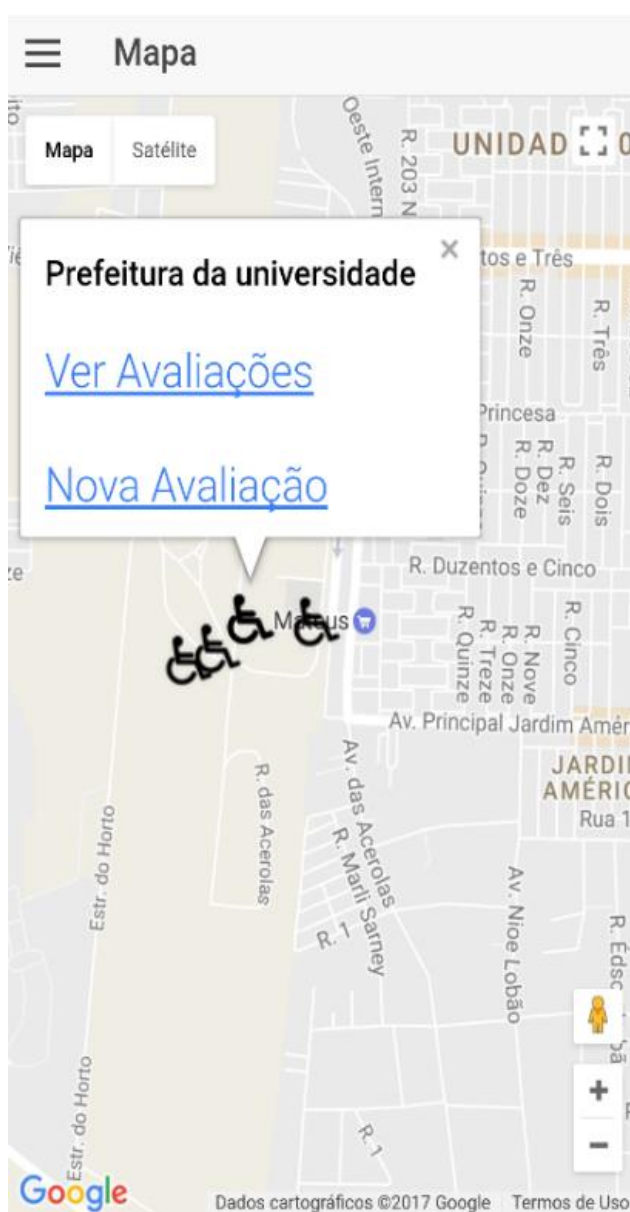 Mapa
Mapa
Satélite
Oeste Intern
R. 203 N
UNIDAD
Prefeitura da universidade
×
tos e Três
R. Onze
R. Três
Ver Avaliações
Princesa
R. Doze
R. Dez
R. Seis
R. Dois
Nova Avaliação
R. Duzentos e Cinco
Mateus
R. Quinze
R. Treze
R. Onze
R. Nove
R. Cinco
Av. Principal Jardim Amér
JARDI
AMÉRIC
Rua 1
R. das Acerolas
Av. das Acerolas
R. Marli Sarney
R. 1
Estr. do Horto
Av. Nioe Lobão
R. Éds
+
−
Estr. do Horto
R. 1
Google
Dados cartográficos ©2017 Google
Termos de Uso